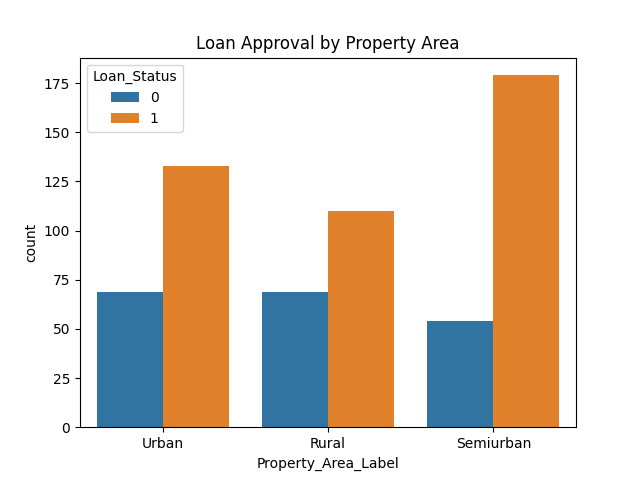 Loan Approval by Property Area
Loan_Status
0
1
175
150
125
100
75
50
25
0
count
Urban Rural Semiurban
Property_Area_Label